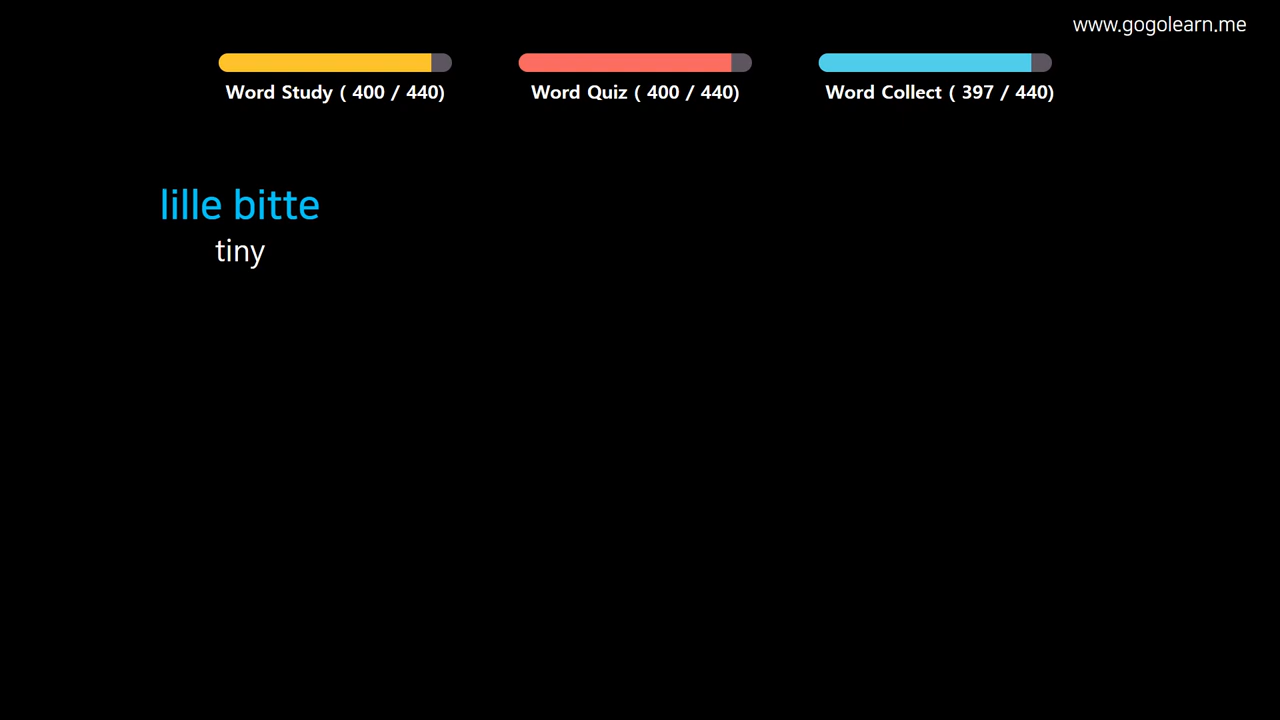 www.gogolearn.me
Word Study ( 400 / 440)
Word Quiz ( 400 / 440)
Word Collect ( 397 / 440)
lille bitte
tiny